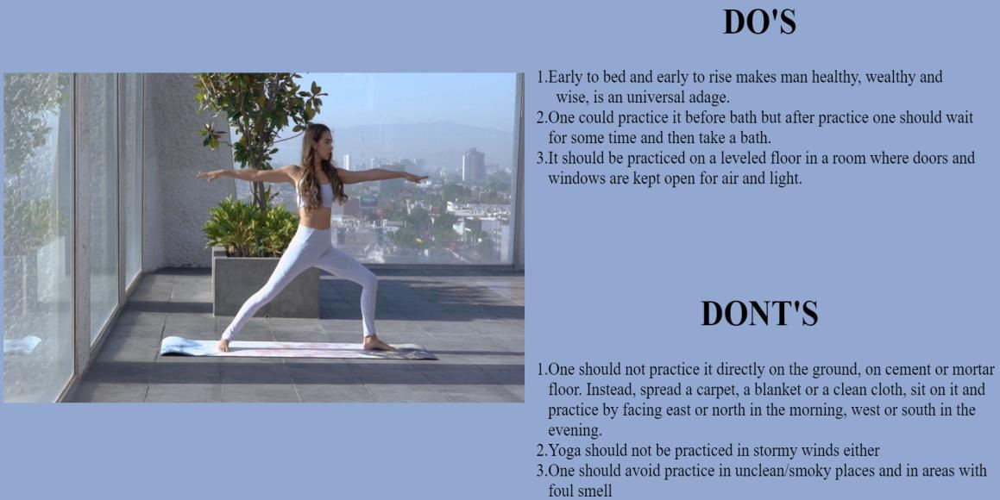 DO'S
1.Early to bed and early to rise makes man healthy, wealthy and
wise, is an universal adage.
2.One could practice it before bath but after practice one should wait
for some time and then take a bath.
3.It should be practiced on a leveled floor in a room where doors and
windows are kept open for air and light.
DONT'S
1.One should not practice it directly on the ground, on cement or mortar
floor. Instead, spread a carpet, a blanket or a clean cloth, sit on it and
practice by facing east or north in the morning, west or south in the
evening.
2.Yoga should not be practiced in stormy winds either
3.One should avoid practice in unclean/smoky places and in areas with
foul smell